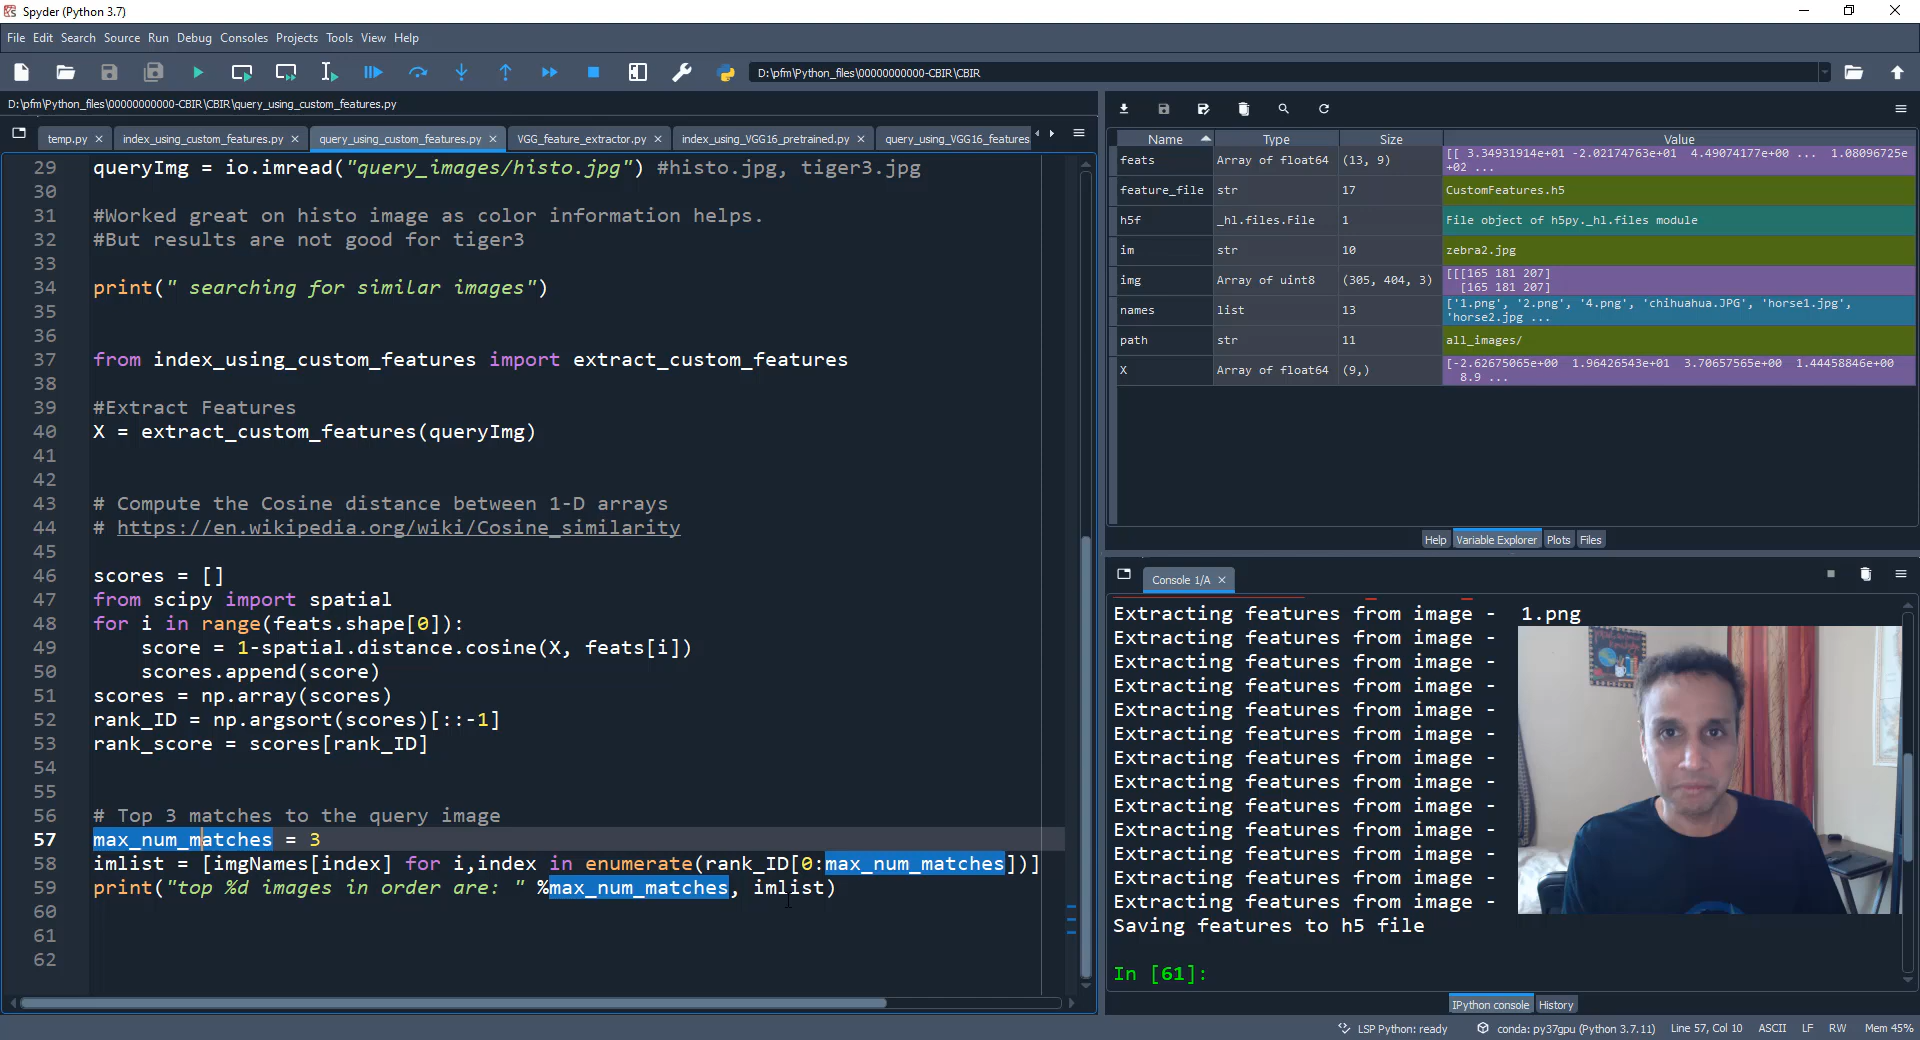 Spyder (Python 3.7)
File Edit Search Source Run Debug Consoles Projects Tools View Help
D:\pfm\Python_files\00000000000-CBIR\CBIR
D:\pfm\Python_files\00000000000-CBIR\CBIR\query_using_custom_features.py
temp.py index_using_custom_features.py query_using_custom_features.py VGG_feature_extractor.py index_using_VGG16_pretrained.py query_using_VGG16_features
29 queryImg = io.imread("query_images/histo.jpg") #histo.jpg, tiger3.jpg
30
31 #Worked great on histo image as color information helps.
32 #But results are not good for tiger3
33
34 print(" searching for similar images")
35
36
37 from index_using_custom_features import extract_custom_features
38
39 #Extract Features
40 X = extract_custom_features(queryImg)
41
42
43 # Compute the Cosine distance between 1-D arrays
44 # https://en.wikipedia.org/wiki/Cosine_similarity
45
46 scores = []
47 from scipy import spatial
48 for i in range(feats.shape[0]):
49 score = 1-spatial.distance.cosine(X, feats[i])
50 scores.append(score)
51 scores = np.array(scores)
52 rank_ID = np.argsort(scores)[::-1]
53 rank_score = scores[rank_ID]
54
55
56 # Top 3 matches to the query image
57 max_num_matches = 3
58 imlist = [imgNames[index] for i,index in enumerate(rank_ID[0:max_num_matches])]
59 print("top %d images in order are: " %max_num_matches, imlist)
60
61
62
Name Type Size Value
feats Array of float64 (13, 9) [[ 3.34931914e+01 -2.02174763e+01 4.49074177e+00 ... 1.08096725e
+02 ...
feature_file str 17 CustomFeatures.h5
h5f _hl.files.File 1 File object of h5py._hl.files module
im str 10 zebra2.jpg
img Array of uint8 (305, 404, 3) [[[165 181 207]
[165 181 207]
names list 13 ['1.png', '2.png', '4.png', 'chihuahua.JPG', 'horse1.jpg',
'horse2.jpg ...
path str 11 all_images/
X Array of float64 (9,) [-2.62675065e+00 1.96426543e+01 3.70657565e+00 1.44458846e+00
8.9 ...
Help Variable Explorer Plots Files
Console 1/A
Extracting features from image - 1.png
Extracting features from image -
Extracting features from image -
Extracting features from image -
Extracting features from image -
Extracting features from image -
Extracting features from image -
Extracting features from image -
Extracting features from image -
Extracting features from image -
Extracting features from image -
Extracting features from image -
Extracting features from image -
Saving features to h5 file
In [61]:
IPython console History
LSP Python: ready conda: py37gpu (Python 3.7.11) Line 57, Col 10 ASCII LF RW Mem 45%